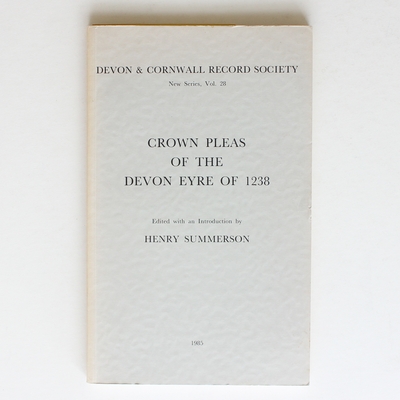 DEVON & CORNWALL RECORD SOCIETY
New Series, Vol. 28
CROWN PLEAS
OF THE
DEVON EYRE OF 1238
Edited with an Introduction by
HENRY SUMMERSON
1985